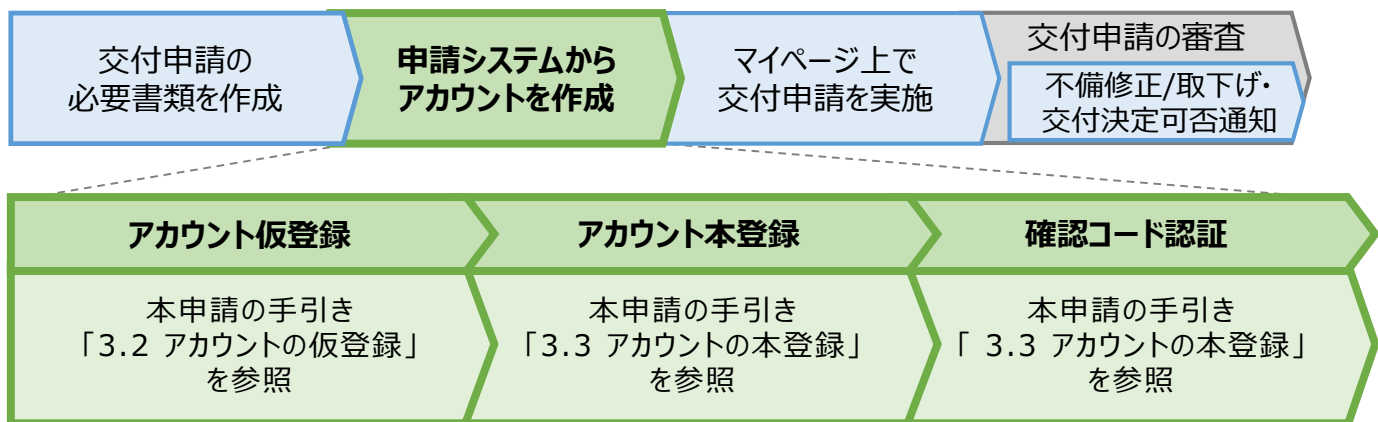 交付申請の
必要書類を作成
申請システムから
アカウントを作成
マイページ上で
交付申請を実施
交付申請の審査
不備修正/取下げ・
交付決定可否通知
アカウント仮登録
アカウント本登録
確認コード認証
本申請の手引き
「3.2 アカウントの仮登録」
を参照
本申請の手引き
「3.3 アカウントの本登録」
を参照
本申請の手引き
「 3.3 アカウントの本登録」
を参照